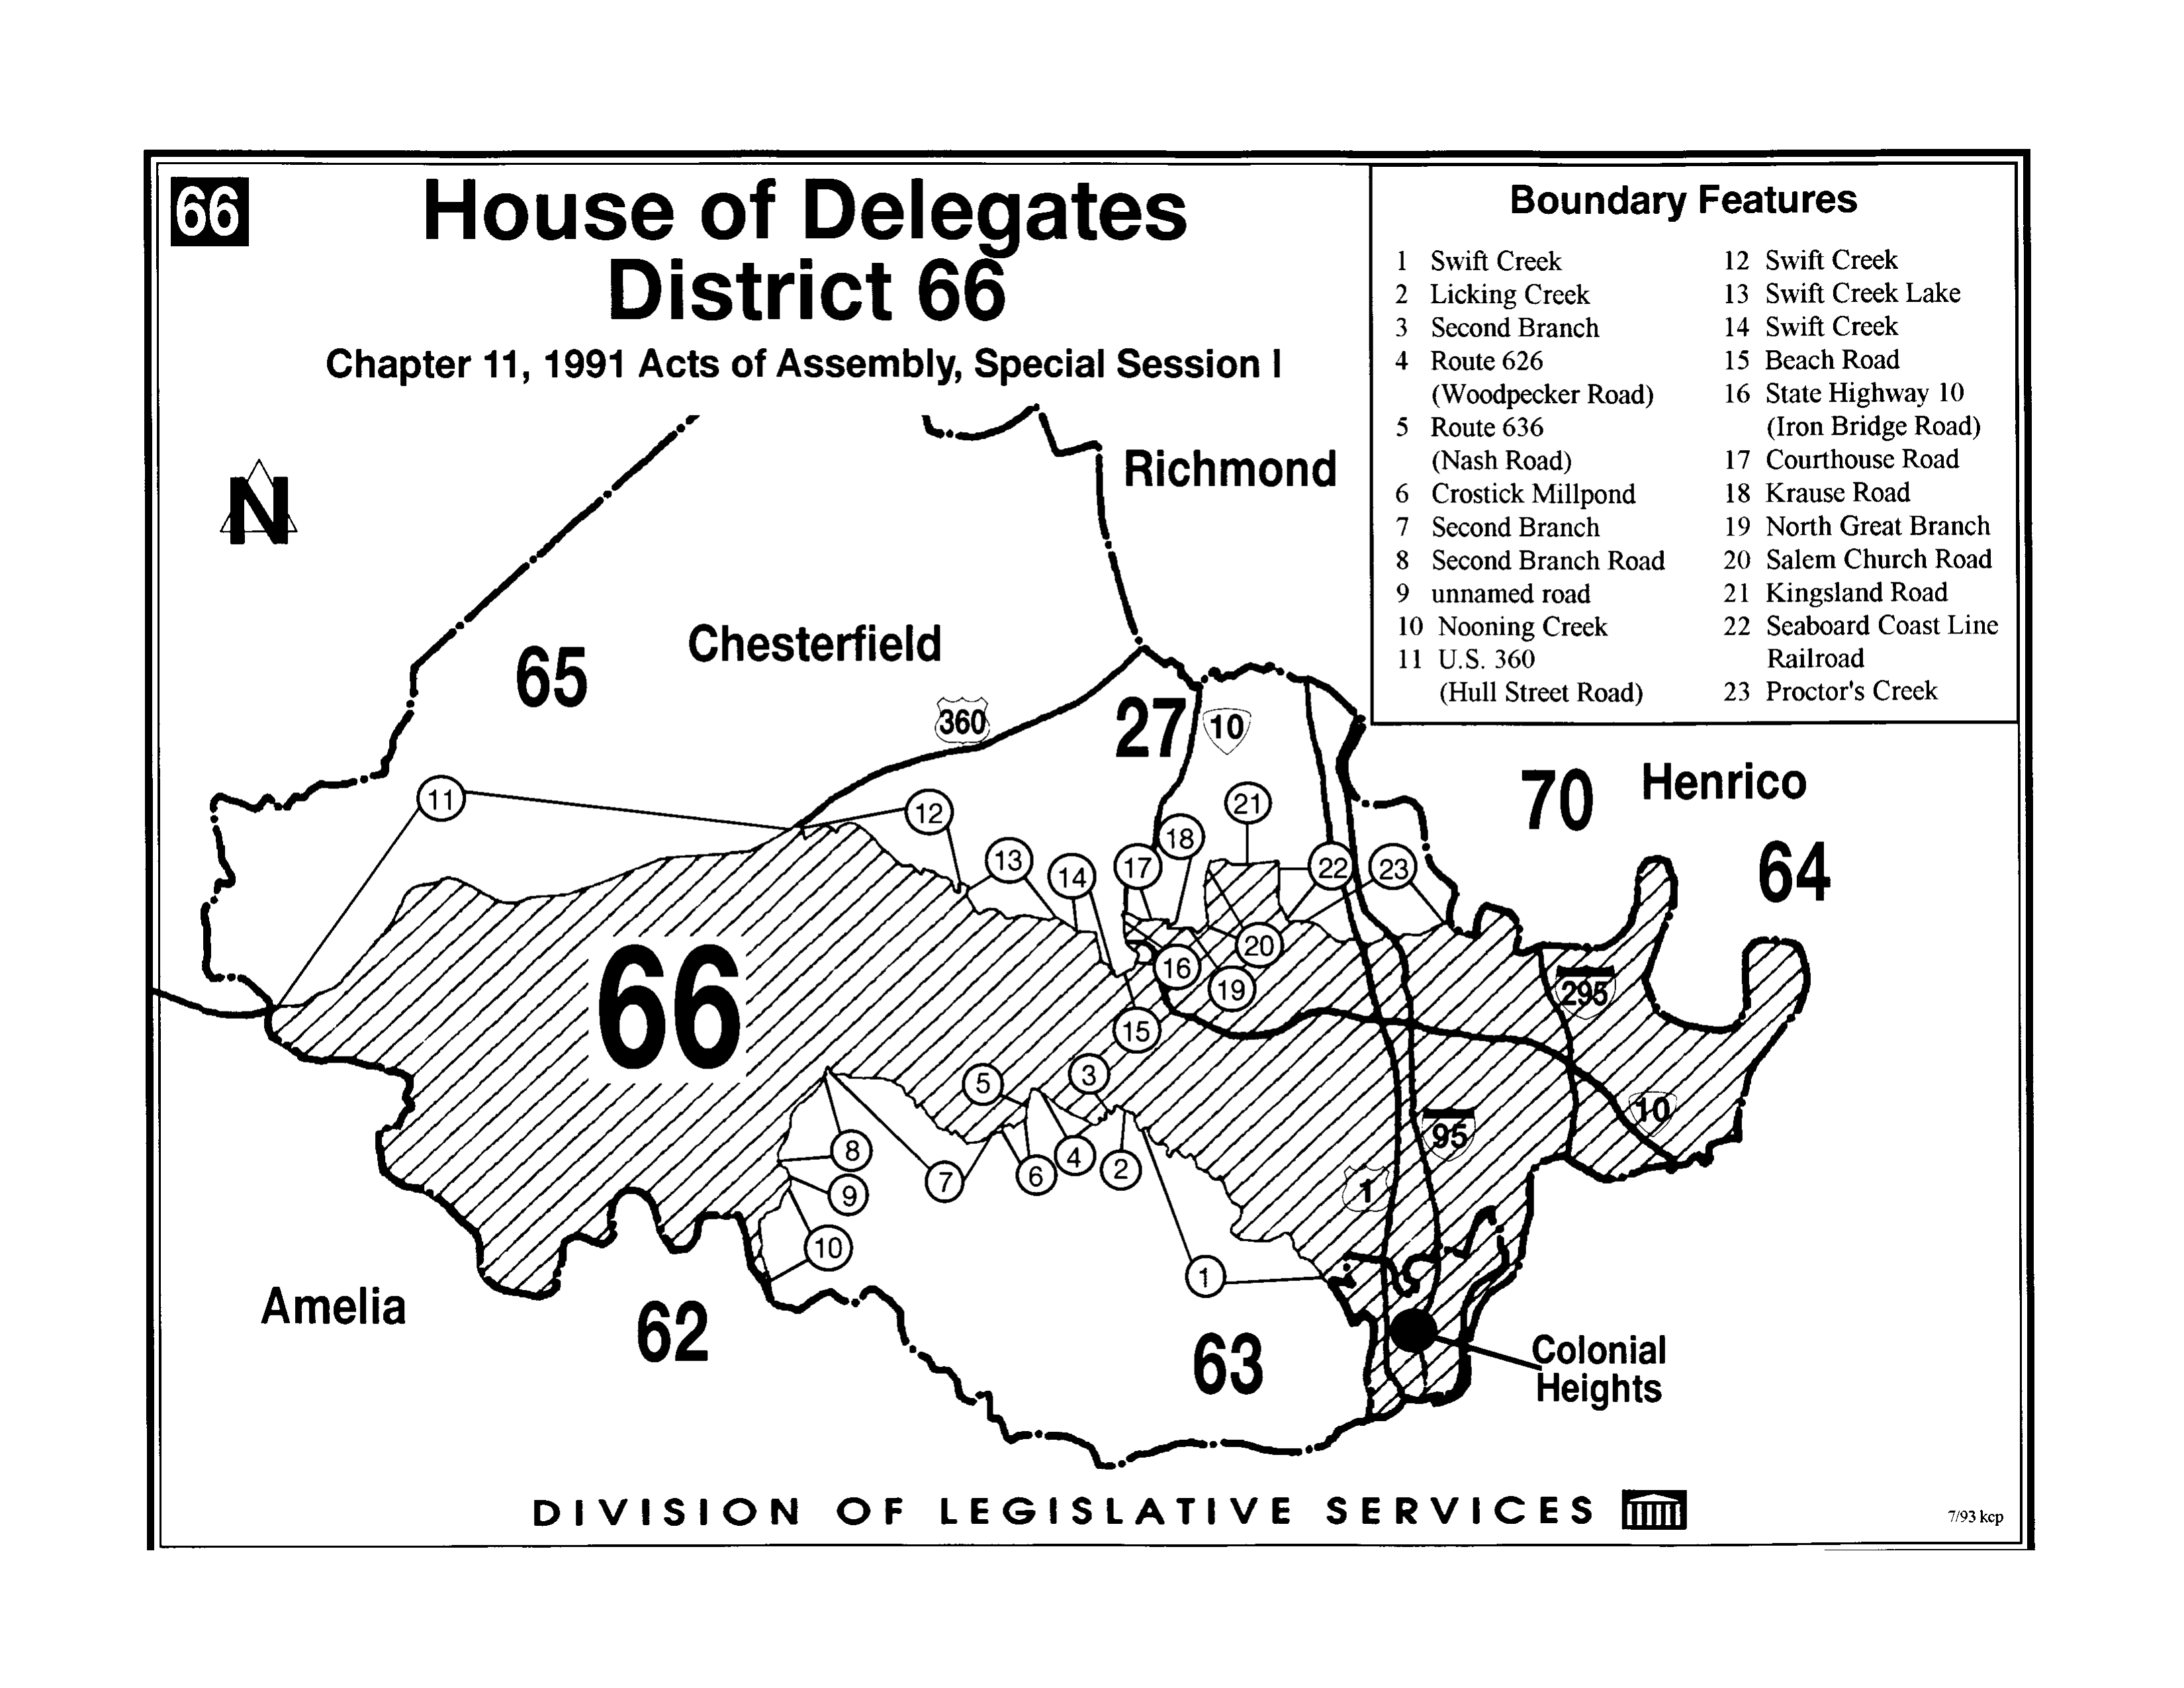 66
House of Delegates
District 66
Chapter 11, 1991 Acts of Assembly, Special Session I
Boundary Features
1 Swift Creek
2 Licking Creek
3 Second Branch
4 Route 626
(Woodpecker Road)
5 Route 636
(Nash Road)
6 Crostick Millpond
7 Second Branch
8 Second Branch Road
9 unnamed road
10 Nooning Creek
11 U.S. 360
(Hull Street Road)
12 Swift Creek
13 Swift Creek Lake
14 Swift Creek
15 Beach Road
16 State Highway 10
(Iron Bridge Road)
17 Courthouse Road
18 Krause Road
19 North Great Branch
20 Salem Church Road
21 Kingsland Road
22 Seaboard Coast Line
Railroad
23 Proctor's Creek
N
Richmond
Chesterfield
65
360
27
10
70
Henrico
64
11
12
21
18
13
14
17
22
23
66
16
20
19
295
15
5
3
10
95
8
7
6
4
2
9
1
10
1
Amelia
62
63
Colonial
Heights
DIVISION OF LEGISLATIVE SERVICES
7/93 kcp